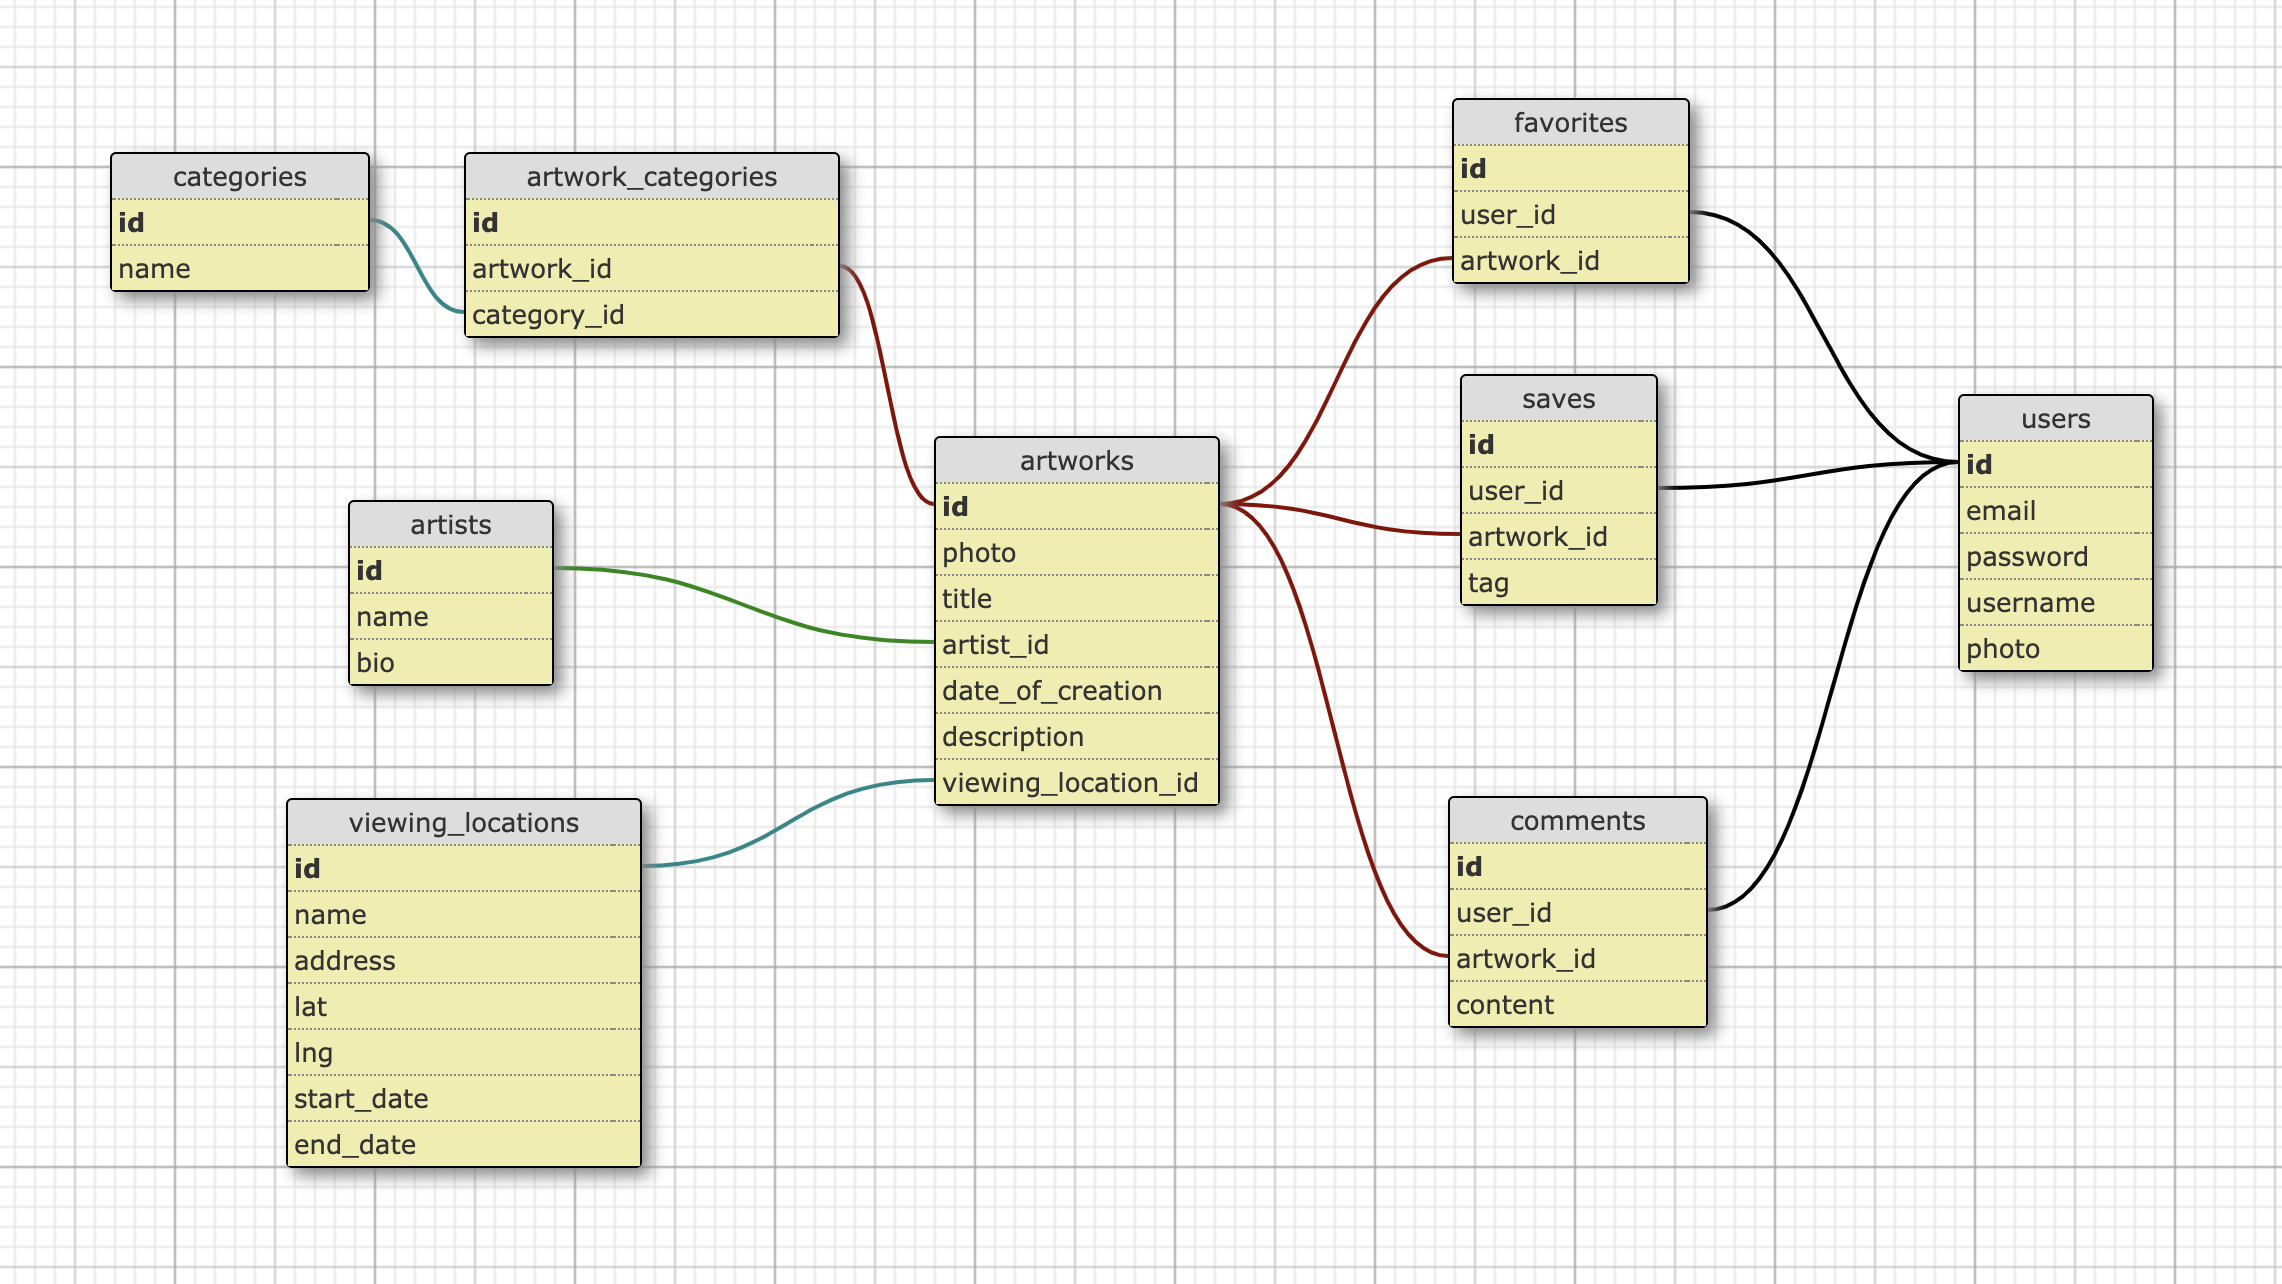 categories
id
name
artwork_categories
id
artwork_id
category_id
artists
id
name
bio
viewing_locations
id
name
address
lat
lng
start_date
end_date
artworks
id
photo
title
artist_id
date_of_creation
description
viewing_location_id
favorites
id
user_id
artwork_id
saves
id
user_id
artwork_id
tag
comments
id
user_id
artwork_id
content
users
id
email
password
username
photo